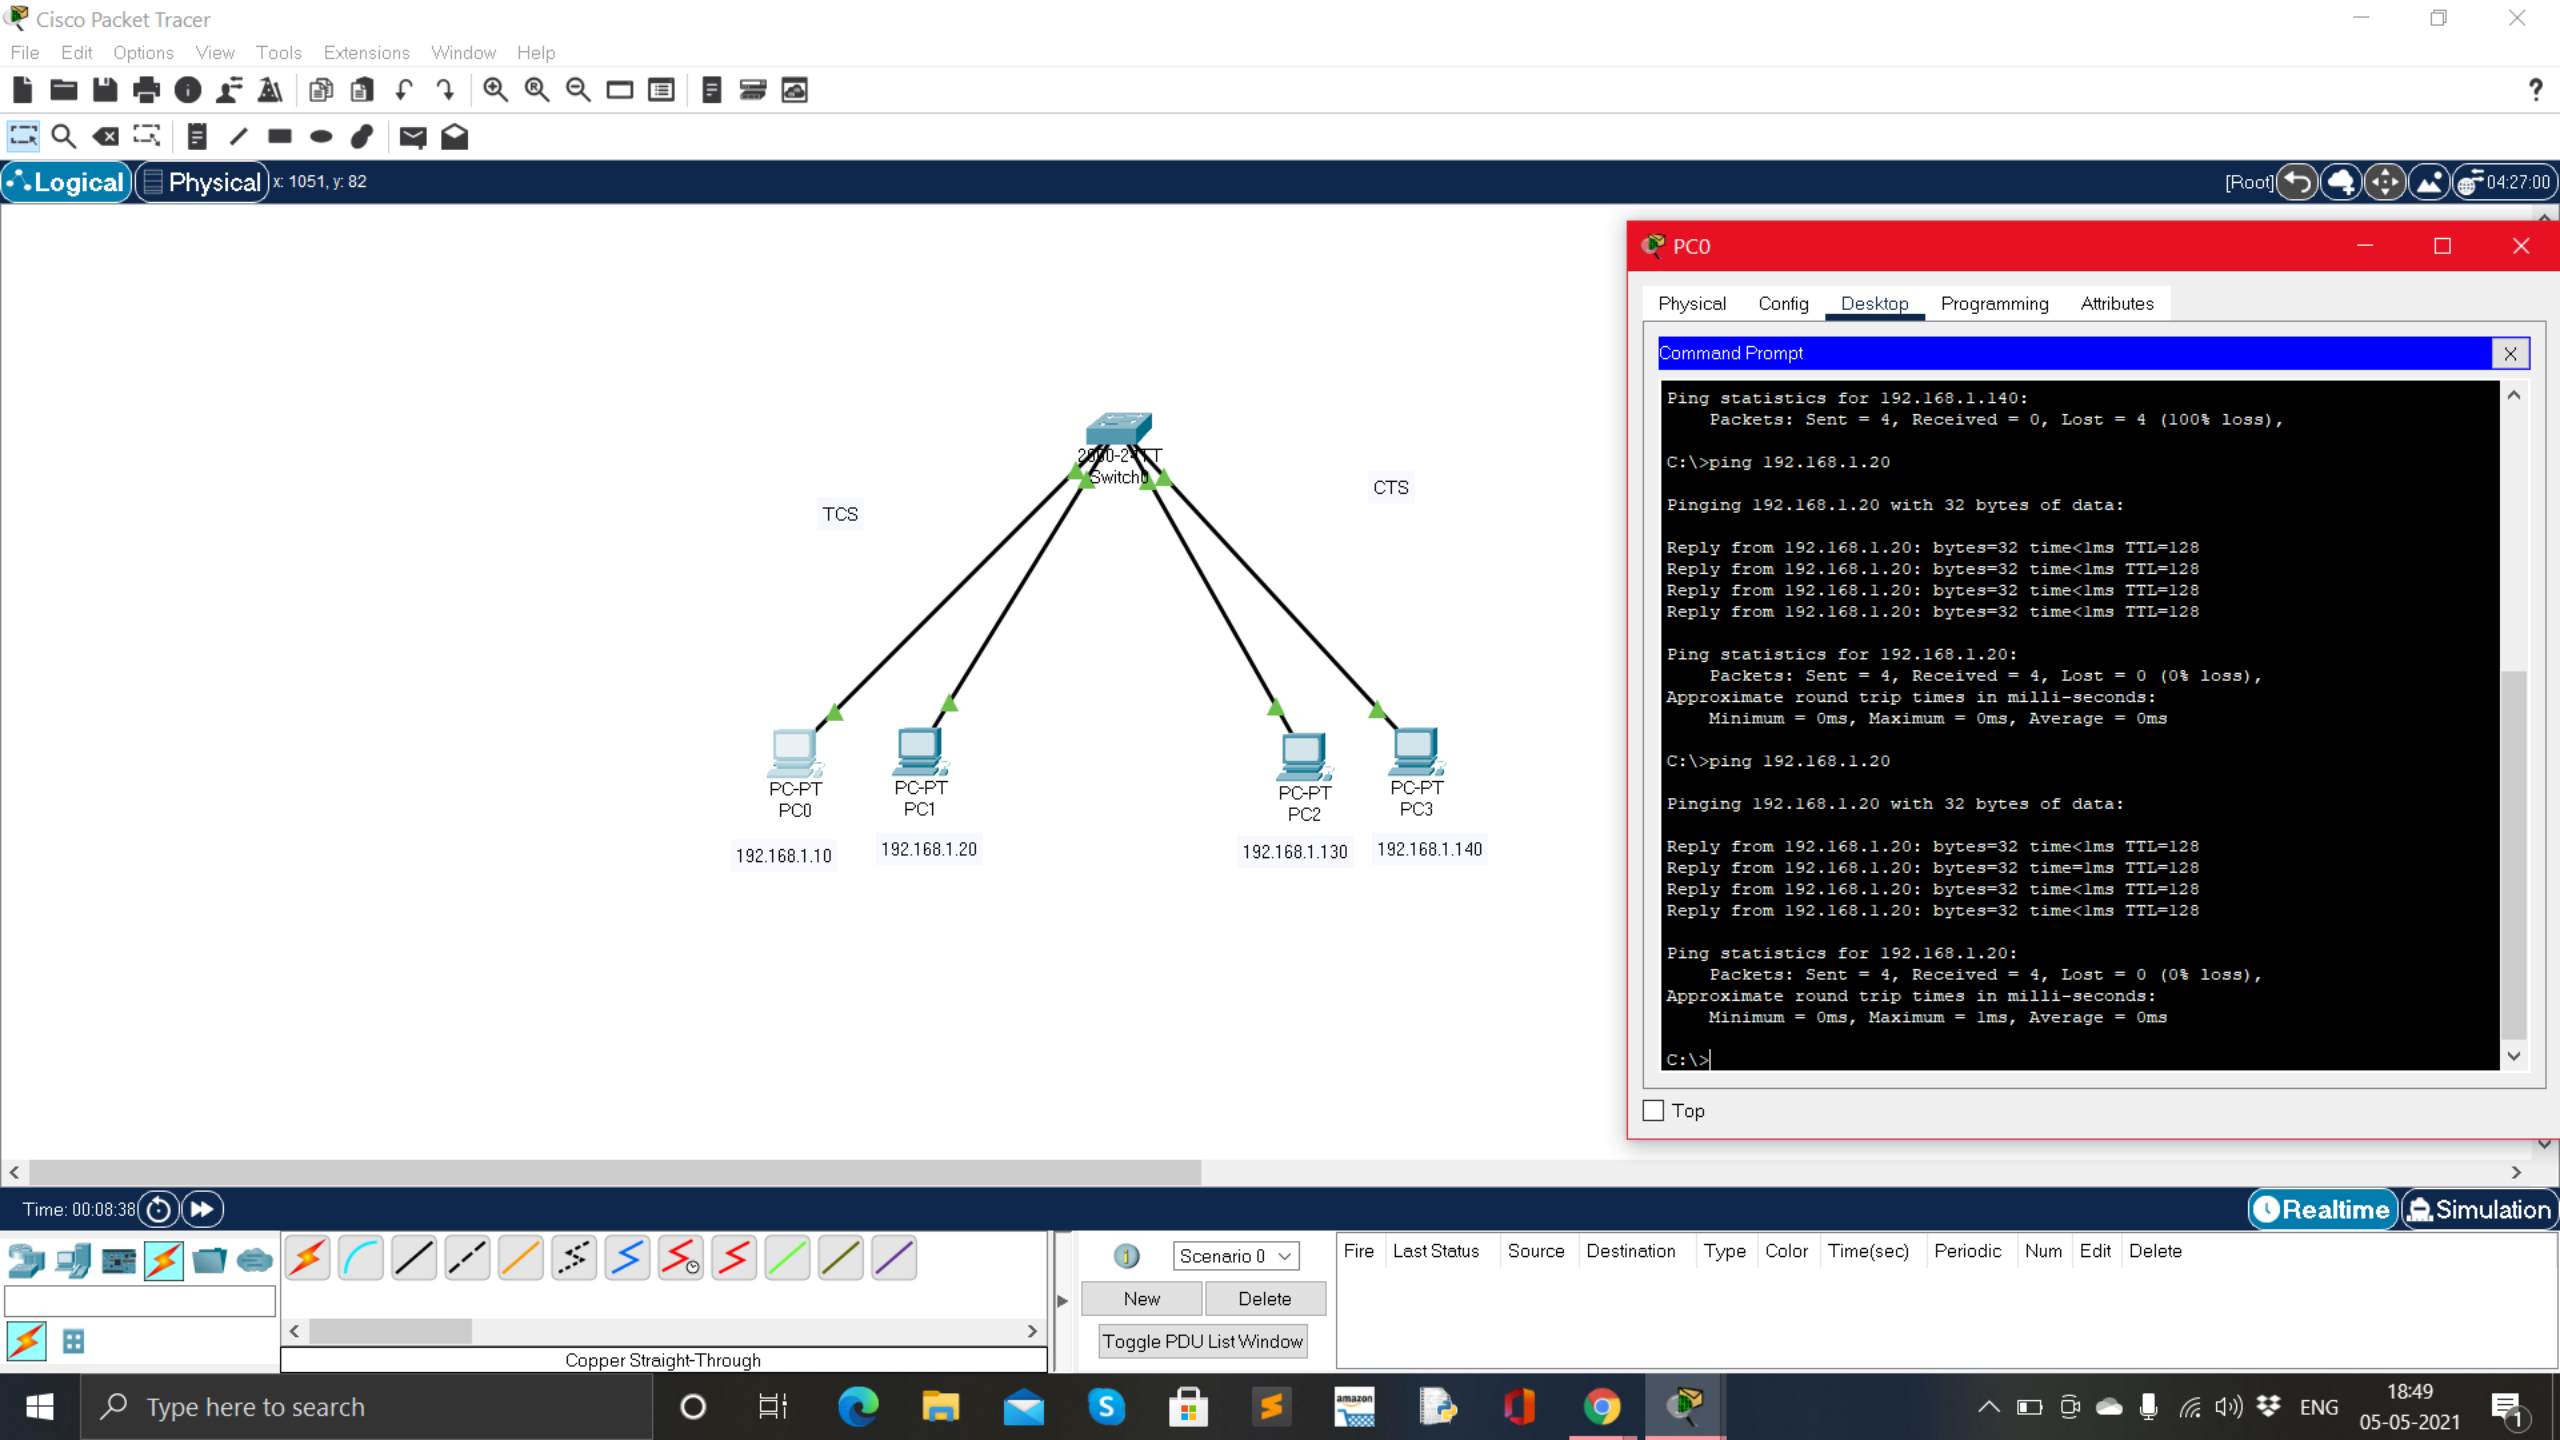 Cisco Packet Tracer
File Edit Options View Tools Extensions Window Help
Logical Physical x: 1051, y: 82
[Root] 04:27:00
TCS
CTS
Switch0
PC-PT
PC0
192.168.1.10
PC-PT
PC1
192.168.1.20
PC-PT
PC2
192.168.1.130
PC-PT
PC3
192.168.1.140
PC0
Physical Config Desktop Programming Attributes
Command Prompt X
Ping statistics for 192.168.1.140:
Packets: Sent = 4, Received = 0, Lost = 4 (100% loss),
C:\>ping 192.168.1.20
Pinging 192.168.1.20 with 32 bytes of data:
Reply from 192.168.1.20: bytes=32 time<1ms TTL=128
Reply from 192.168.1.20: bytes=32 time<1ms TTL=128
Reply from 192.168.1.20: bytes=32 time<1ms TTL=128
Reply from 192.168.1.20: bytes=32 time<1ms TTL=128
Ping statistics for 192.168.1.20:
Packets: Sent = 4, Received = 4, Lost = 0 (0% loss),
Approximate round trip times in milli-seconds:
Minimum = 0ms, Maximum = 0ms, Average = 0ms
C:\>ping 192.168.1.20
Pinging 192.168.1.20 with 32 bytes of data:
Reply from 192.168.1.20: bytes=32 time<1ms TTL=128
Reply from 192.168.1.20: bytes=32 time=1ms TTL=128
Reply from 192.168.1.20: bytes=32 time<1ms TTL=128
Reply from 192.168.1.20: bytes=32 time<1ms TTL=128
Ping statistics for 192.168.1.20:
Packets: Sent = 4, Received = 4, Lost = 0 (0% loss),
Approximate round trip times in milli-seconds:
Minimum = 0ms, Maximum = 1ms, Average = 0ms
C:\>
Top
Time: 00:08:38
Realtime Simulation
Scenario 0
New Delete
Toggle PDU List Window
Fire Last Status Source Destination Type Color Time(sec) Periodic Num Edit Delete
Copper Straight-Through
Type here to search
amazon
ENG
18:49
05-05-2021
1